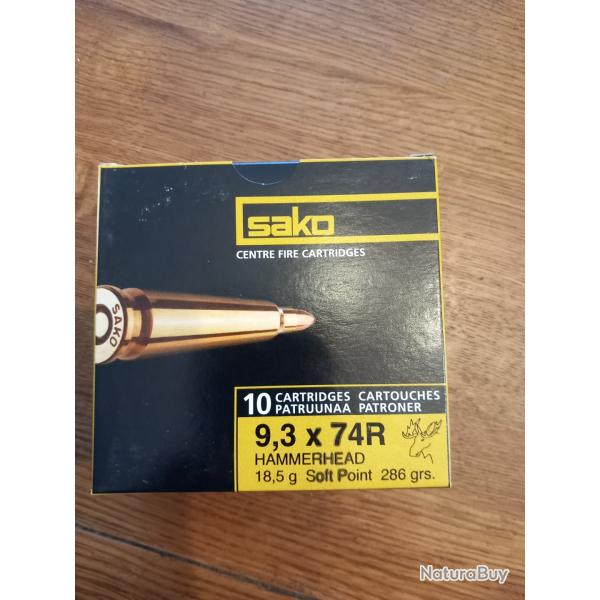 sako
CENTRE FIRE CARTRIDGES
SAKO
10 CARTRIDGES CARTOUCHES
PATRUUNAA PATRONER
9,3 x 74R
HAMMERHEAD
18,5 g Soft Point 286 grs.
NaturaBuy